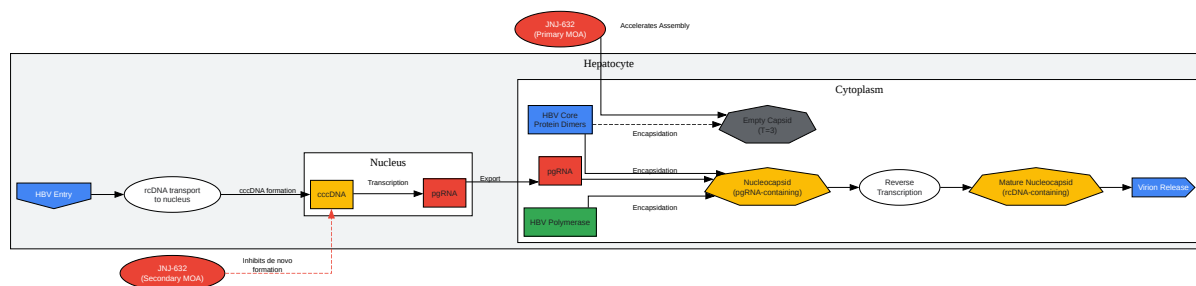 JNJ-632
(Primary MOA)
Accelerates Assembly
Hepatocyte
Cytoplasm
HBV Core
Protein Dimers
Encapsidation
Empty Capsid
(T=3)
Nucleus
HBV Entry
rcDNA transport
to nucleus
cccDNA formation
cccDNA
Transcription
pgRNA
Export
pgRNA
Encapsidation
Nucleocapsid
(pgRNA-containing)
Reverse
Transcription
Mature Nucleocapsid
(rcDNA-containing)
Virion Release
HBV Polymerase
Encapsidation
JNJ-632
(Secondary MOA)
Inhibits de novo
formation